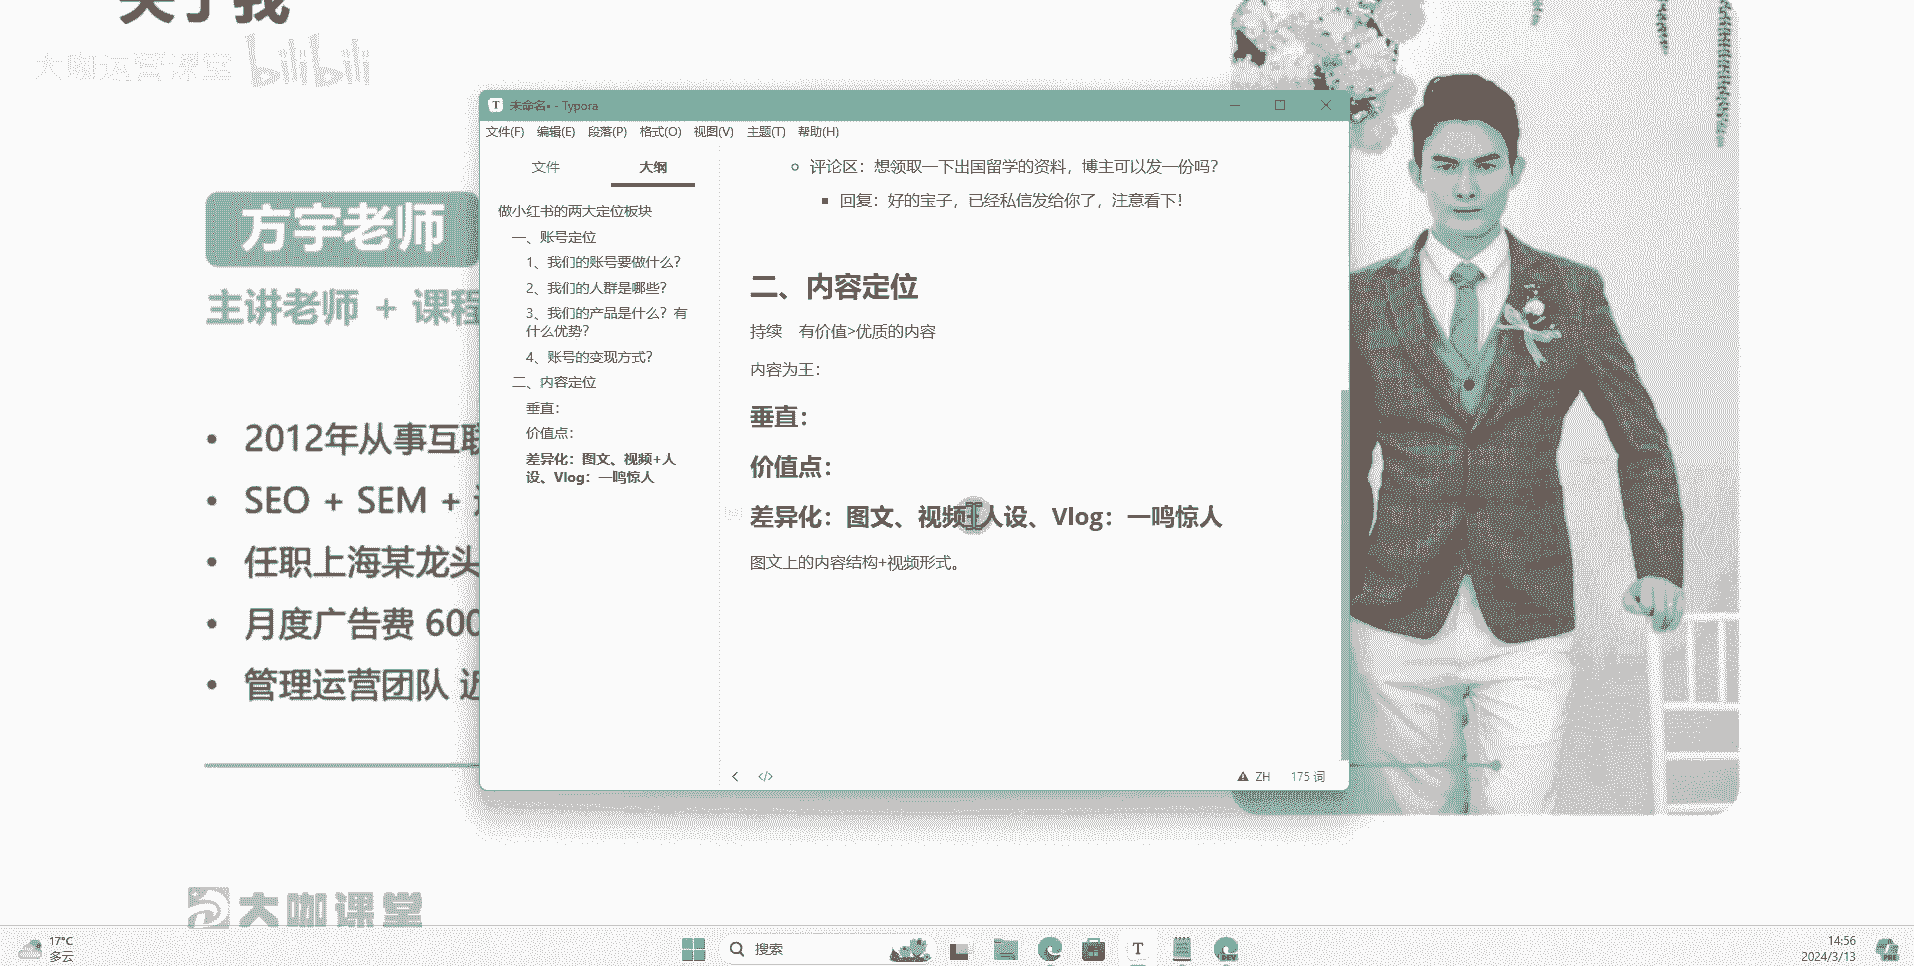 关于我
大咖运营课堂 bilibili
方宇老师
主讲老师 + 课程
2012年从事互联
SEO + SEM +
任职上海某龙头
月度广告费 600
管理运营团队 近
大咖课堂
未命名• - Typora
文件(F) 编辑(E) 段落(P) 格式(O) 视图(V) 主题(T) 帮助(H)
文件 大纲
做小红书的两大定位板块
一、账号定位
1、我们的账号要做什么？
2、我们的人群是哪些？
3、我们的产品是什么？有
什么优势？
4、账号的变现方式？
二、内容定位
垂直：
价值点：
差异化：图文、视频+人
设、Vlog：一鸣惊人
评论区：想领取一下出国留学的资料，博主可以发一份吗？
回复：好的宝子，已经私信发给你了，注意看下！
二、内容定位
持续 有价值>优质的内容
内容为王：
垂直：
价值点：
差异化：图文、视频+人设、Vlog：一鸣惊人
图文上的内容结构+视频形式。
ZH 175 词
17°C
多云
搜索
T
DEV
14:56
2024/3/13
PRE